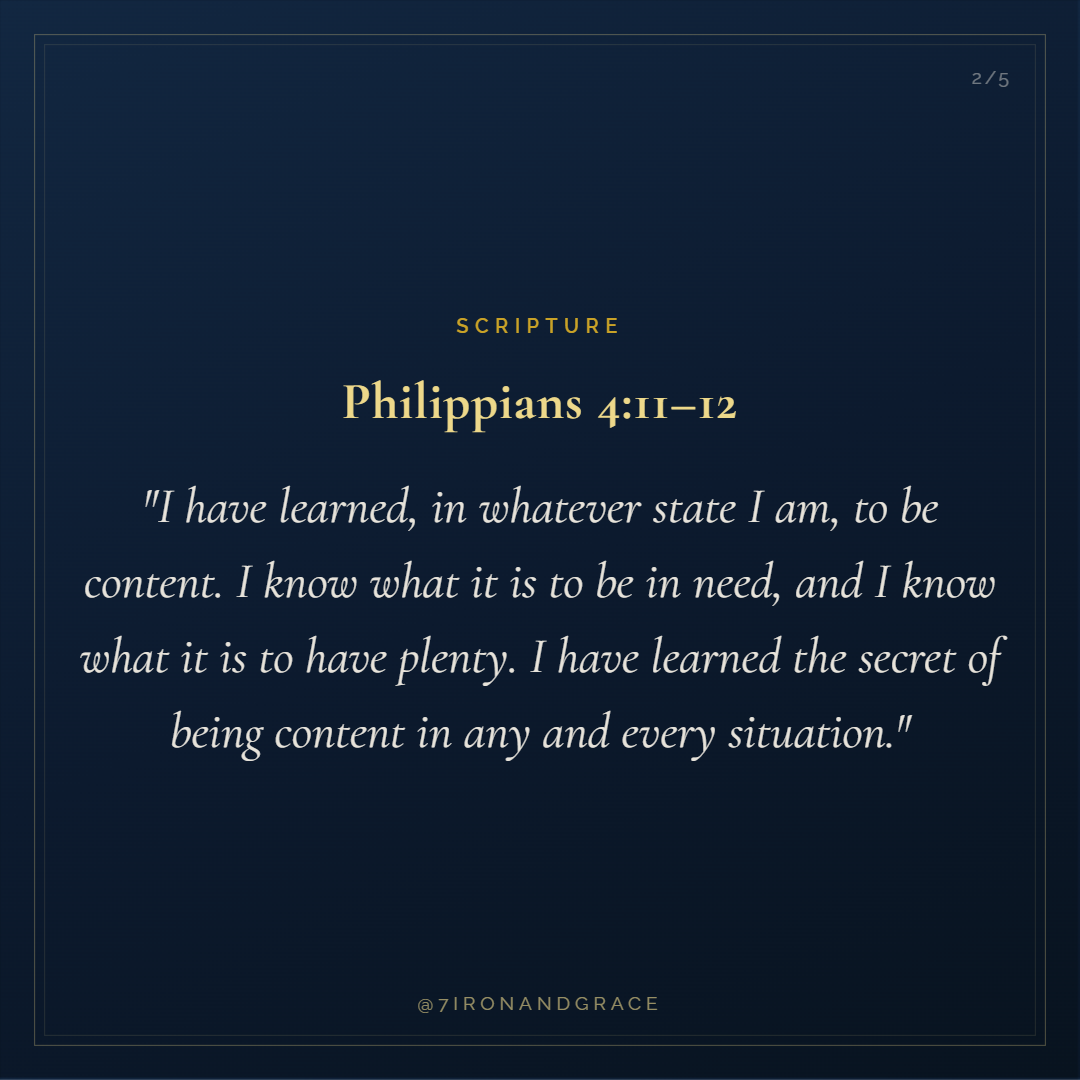 2/5
SCRIPTURE
Philippians 4:11–12
"I have learned, in whatever state I am, to be
content. I know what it is to be in need, and I know
what it is to have plenty. I have learned the secret of
being content in any and every situation."
@7IRONANDGRACE